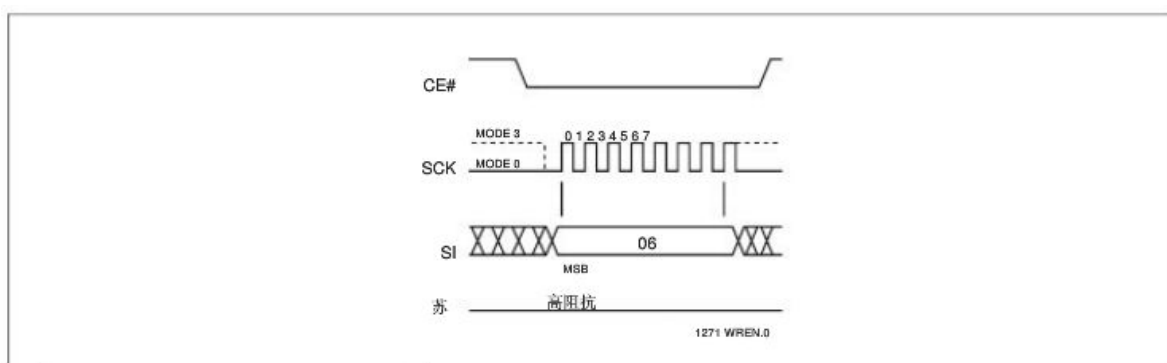 CE#
MODE 3
0 1 2 3 4 5 6 7
SCK
MODE 0
SI
06
MSB
苏
高阻抗
1271 WREN.0